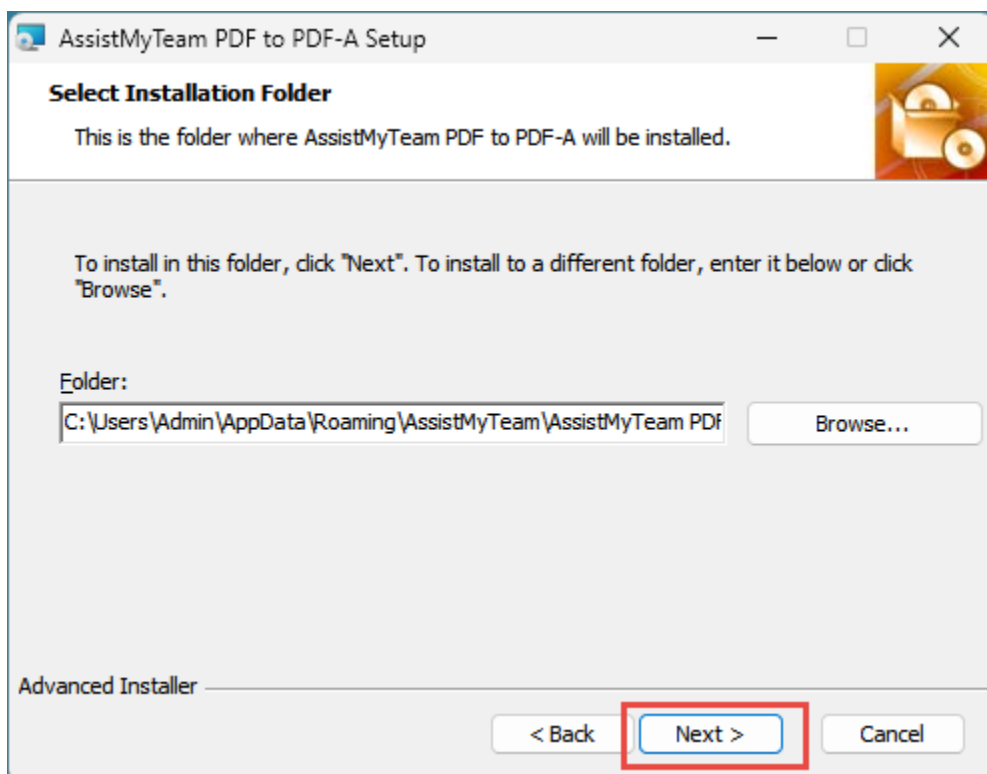 AssistMyTeam PDF to PDF-A Setup
Select Installation Folder
This is the folder where AssistMyTeam PDF to PDF-A will be installed.
To install in this folder, click "Next". To install to a different folder, enter it below or click
"Browse".
Folder:
C:\Users\Admin\AppData\Roaming\AssistMyTeam\AssistMyTeam PDF
Browse...
Advanced Installer
< Back
Next >
Cancel